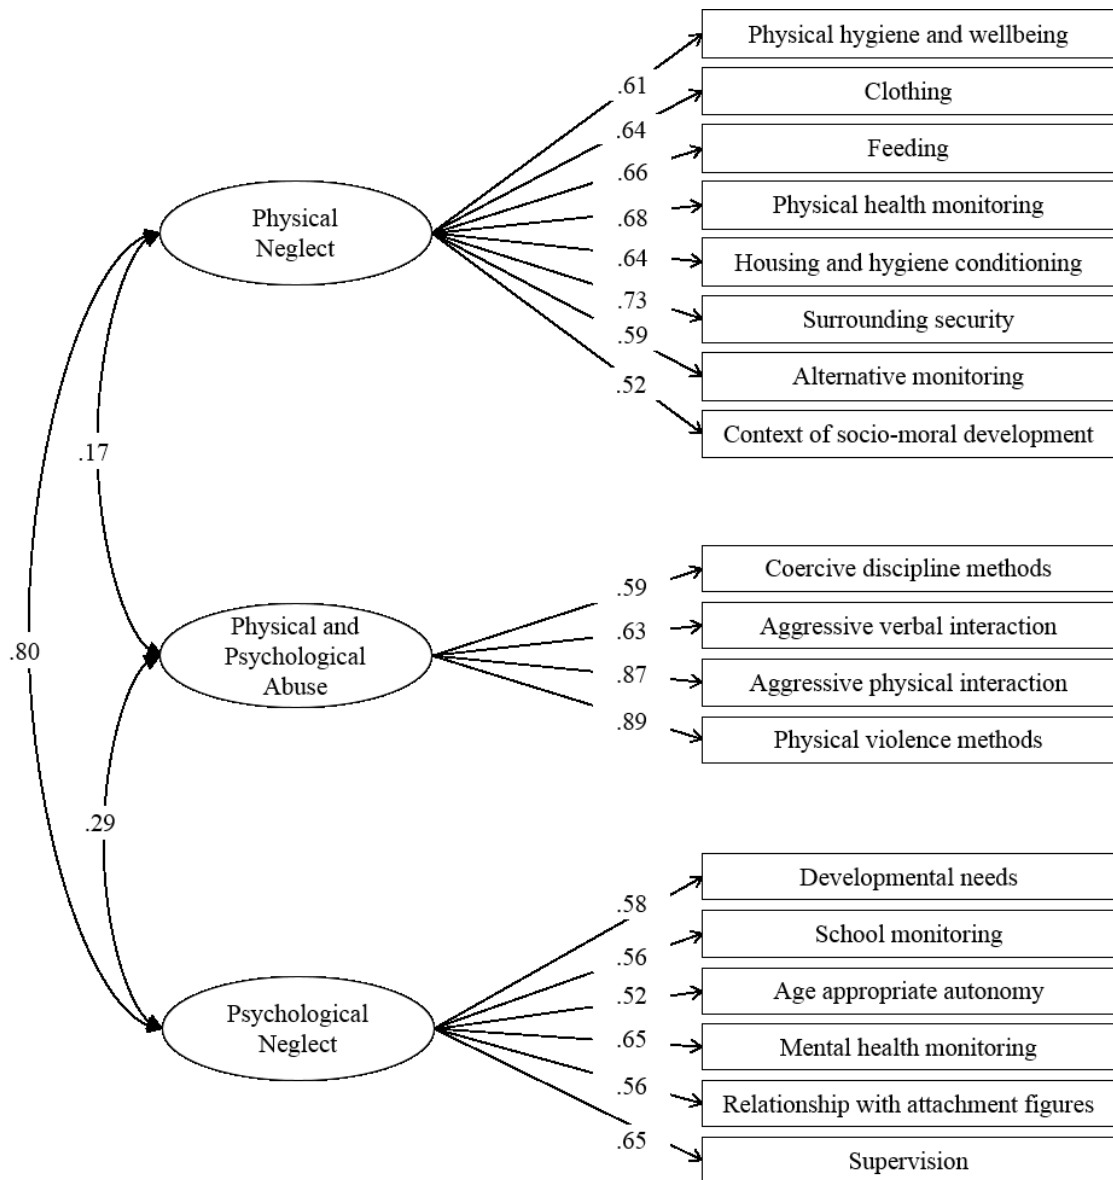 Physical hygiene and wellbeing
.61
Clothing
.64
Feeding
.66
Physical health monitoring
.68
Physical
Neglect
Housing and hygiene conditioning
.64
Surrounding security
.73
.59
Alternative monitoring
.52
Context of socio-moral development
.17
Coercive discipline methods
.59
Aggressive verbal interaction
.63
Physical and
Psychological
Abuse
.80
Aggressive physical interaction
.87
.89
Physical violence methods
.29
Developmental needs
.58
School monitoring
.56
Age appropriate autonomy
.52
Psychological
Neglect
Mental health monitoring
.65
.56
Relationship with attachment figures
.65
Supervision